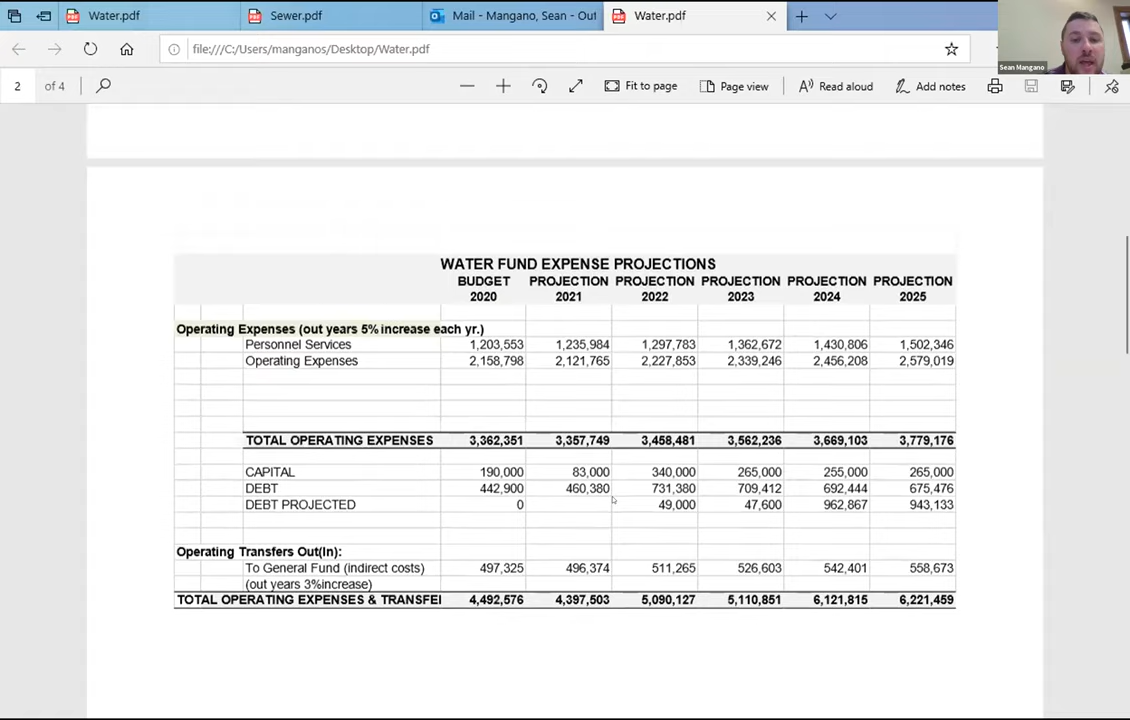 Water.pdf
Sewer.pdf
Mail - Mangano, Sean - Out
Water.pdf
file:///C:/Users/manganos/Desktop/Water.pdf
Sean Mangano
2 of 4
Fit to page
Page view
Read aloud
Add notes
WATER FUND EXPENSE PROJECTIONS
BUDGET PROJECTION PROJECTION PROJECTION PROJECTION PROJECTION
2020 2021 2022 2023 2024 2025
Operating Expenses (out years 5% increase each yr.)
Personnel Services 1,203,553 1,235,984 1,297,783 1,362,672 1,430,806 1,502,346
Operating Expenses 2,158,798 2,121,765 2,227,853 2,339,246 2,456,208 2,579,019
TOTAL OPERATING EXPENSES 3,362,351 3,357,749 3,458,481 3,562,236 3,669,103 3,779,176
CAPITAL 190,000 83,000 340,000 265,000 255,000 265,000
DEBT 442,900 460,380 731,380 709,412 692,444 675,476
DEBT PROJECTED 0 49,000 47,600 962,867 943,133
Operating Transfers Out(In):
To General Fund (indirect costs) 497,325 496,374 511,265 526,603 542,401 558,673
(out years 3%increase)
TOTAL OPERATING EXPENSES & TRANSFEI 4,492,576 4,397,503 5,090,127 5,110,851 6,121,815 6,221,459